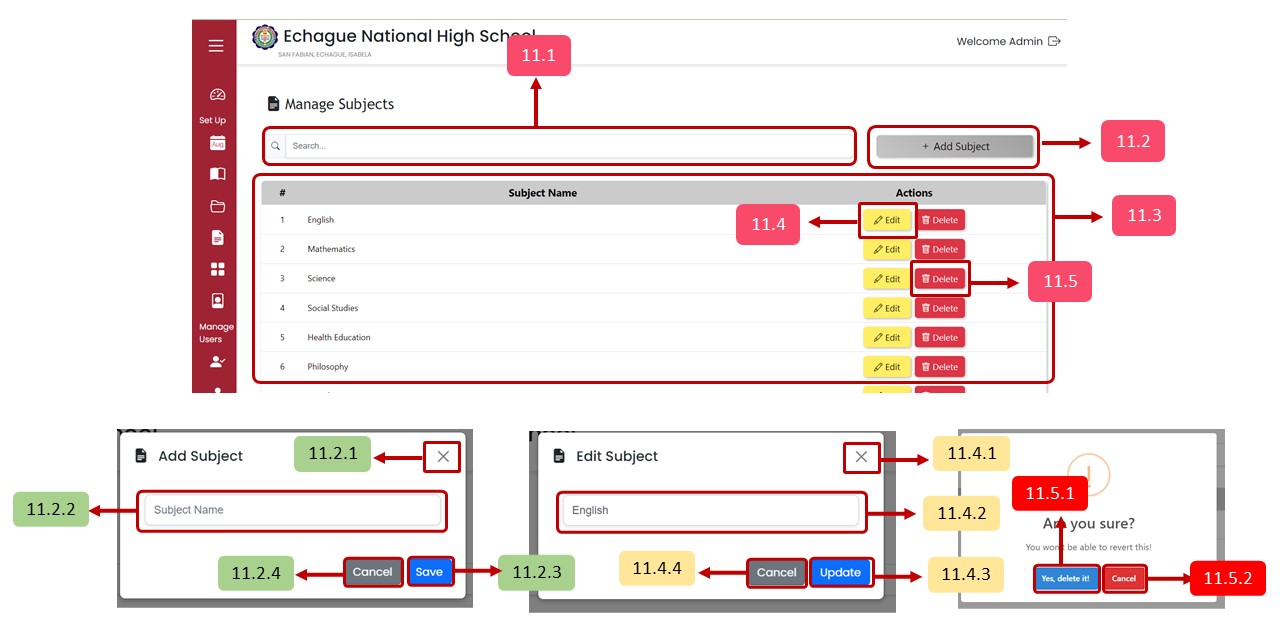 Echague National High School
SAN FABIAN, ECHAGUE, ISABELA
Welcome Admin
11.1
Manage Subjects
Search...
+ Add Subject
11.2
# Subject Name Actions
11.3
11.4
1 English Edit Delete
2 Mathematics Edit Delete
3 Science Edit Delete
11.5
4 Social Studies Edit Delete
5 Health Education Edit Delete
6 Philosophy Edit Delete
Set Up
Aug
Manage
Users
Add Subject
11.2.1
11.2.2
Subject Name
11.2.4
Cancel
Save
11.2.3
Edit Subject
11.4.1
English
11.4.2
11.4.4
Cancel
Update
11.4.3
11.5.1
Are you sure?
You won't be able to revert this!
Yes, delete it!
Cancel
11.5.2